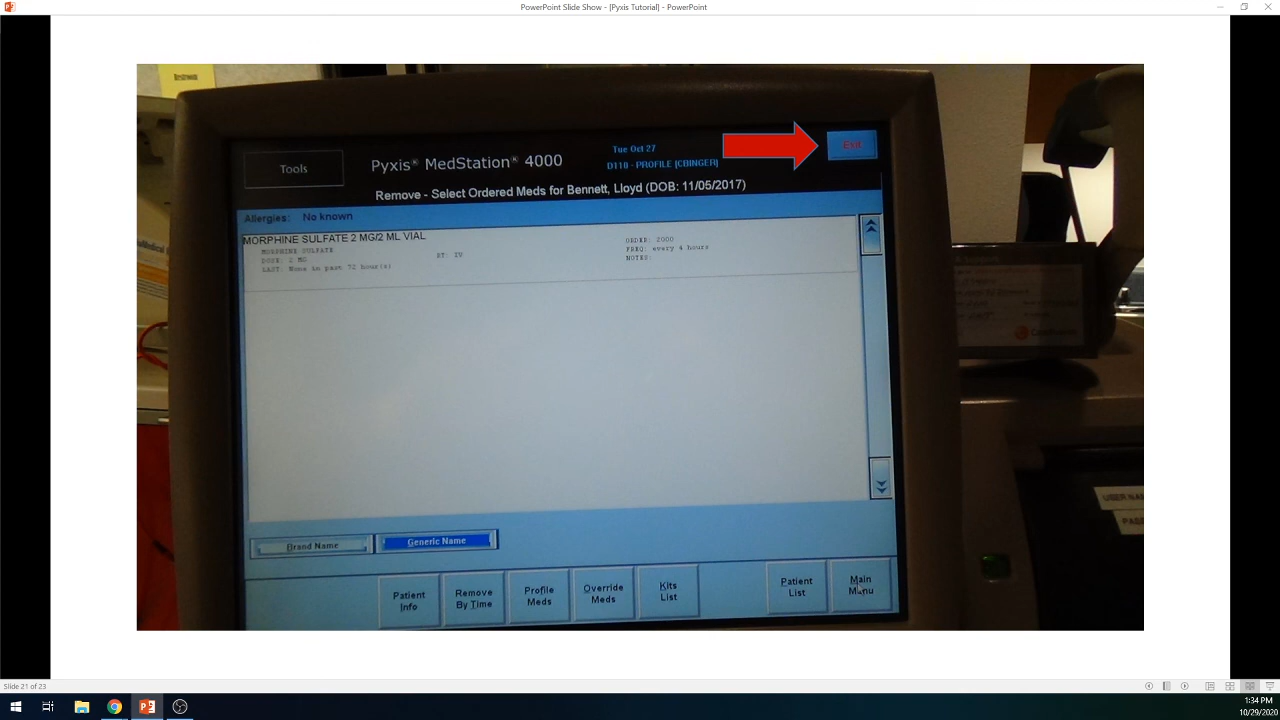 PowerPoint Slide Show - [Pyxis Tutorial] - PowerPoint
Exit
Tue Oct 27
Tools
Pyxis® MedStation® 4000
D110 - PROFILE [CBINGER]
Remove - Select Ordered Meds for Bennett, Lloyd (DOB: 11/05/2017)
Allergies: No known
MORPHINE SULFATE 2 MG/2 ML VIAL
MORPHINE SULFATE
ORDER: 2000
DOSE: 2 MG
RT: IV
FREQ: every 4 hours
LAST: None in past 72 hour(s)
NOTES:
USER NA
PAS
Brand Name
Generic Name
Patient Info
Remove By Time
Profile Meds
Override Meds
Kits List
Patient List
Main Menu
Slide 21 of 23
1:34 PM
10/29/2020